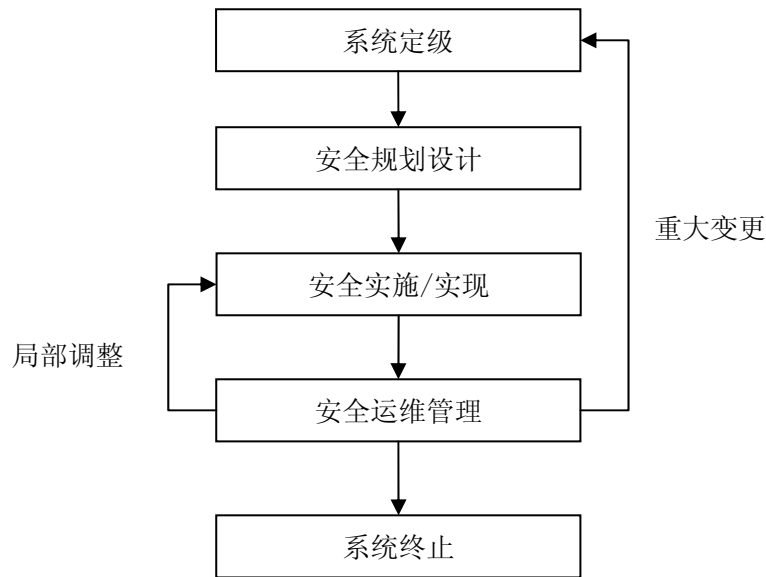 系统定级
安全规划设计
重大变更
安全实施/实现
局部调整
安全运维管理
系统终止